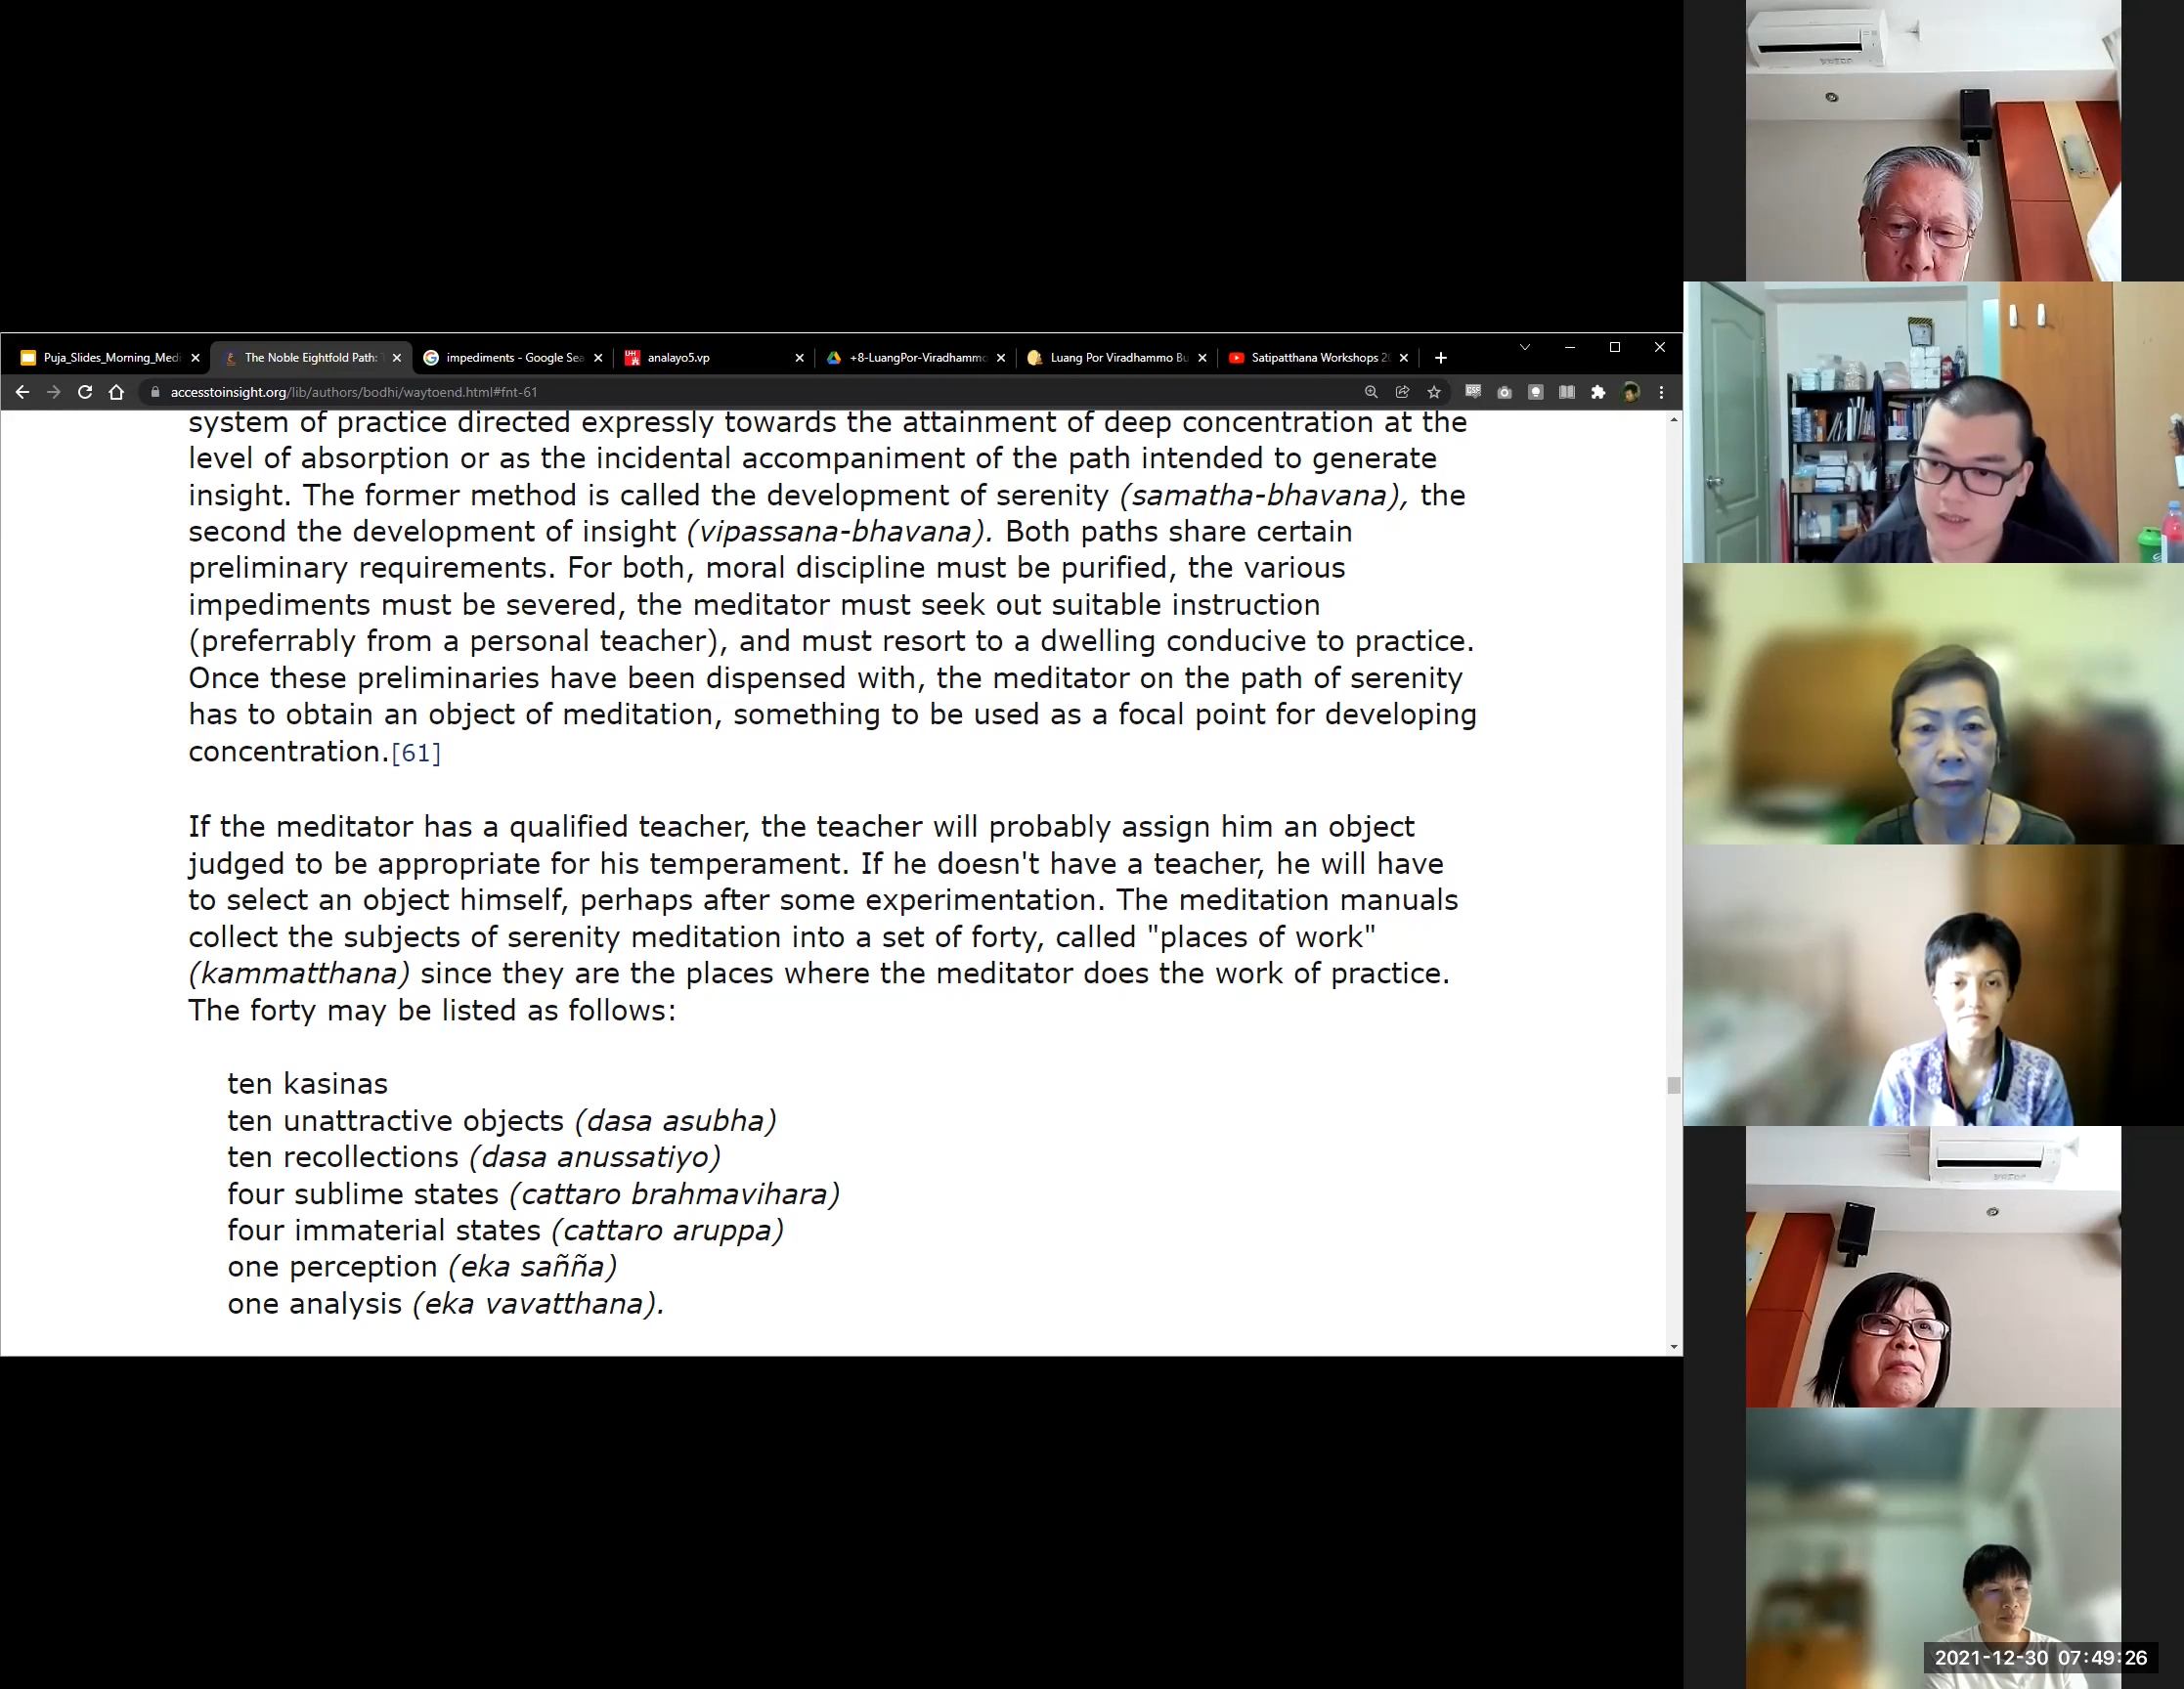 Puja_Slides_Morning_Med
The Noble Eightfold Path:
impediments - Google Sea
analayo5.vp
+8-LuangPor-Viradhammo
Luang Por Viradhammo Bu
Satipatthana Workshops 2
accesstoinsight.org/lib/authors/bodhi/waytoend.html#fnt-61
system of practice directed expressly towards the attainment of deep concentration at the
level of absorption or as the incidental accompaniment of the path intended to generate
insight. The former method is called the development of serenity (samatha-bhavana), the
second the development of insight (vipassana-bhavana). Both paths share certain
preliminary requirements. For both, moral discipline must be purified, the various
impediments must be severed, the meditator must seek out suitable instruction
(preferrably from a personal teacher), and must resort to a dwelling conducive to practice.
Once these preliminaries have been dispensed with, the meditator on the path of serenity
has to obtain an object of meditation, something to be used as a focal point for developing
concentration.[61]
If the meditator has a qualified teacher, the teacher will probably assign him an object
judged to be appropriate for his temperament. If he doesn't have a teacher, he will have
to select an object himself, perhaps after some experimentation. The meditation manuals
collect the subjects of serenity meditation into a set of forty, called "places of work"
(kammatthana) since they are the places where the meditator does the work of practice.
The forty may be listed as follows:
ten kasinas
ten unattractive objects (dasa asubha)
ten recollections (dasa anussatiyo)
four sublime states (cattaro brahmavihara)
four immaterial states (cattaro aruppa)
one perception (eka sañña)
one analysis (eka vavatthana).
2021-12-30 07:49:26